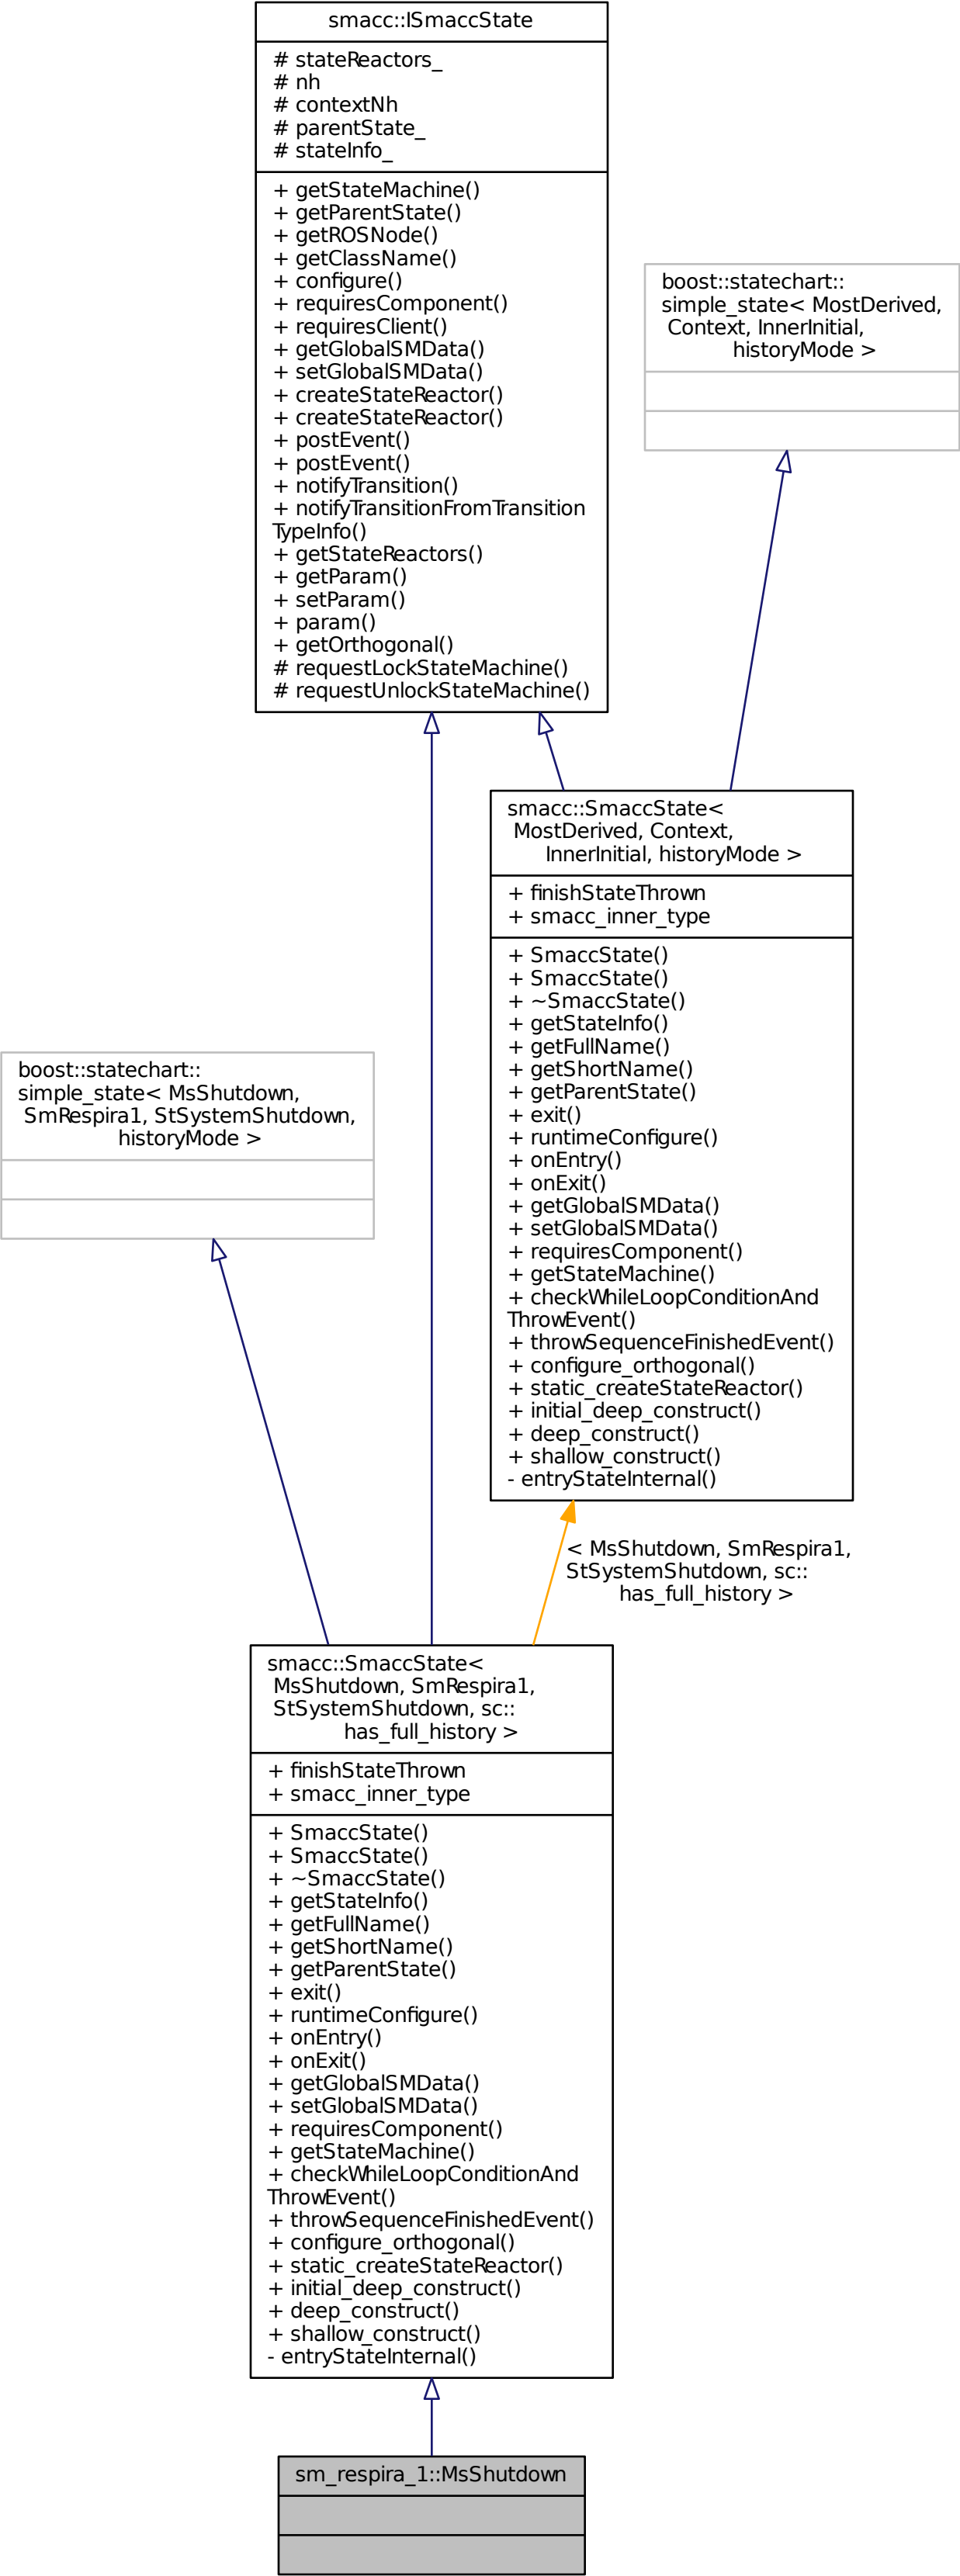 smacc::ISmaccState
# stateReactors_
# nh
# contextNh
# parentState_
# stateInfo_
+ getStateMachine()
+ getParentState()
+ getROSNode()
+ getClassName()
+ configure()
+ requiresComponent()
+ requiresClient()
+ getGlobalSMData()
+ setGlobalSMData()
+ createStateReactor()
+ createStateReactor()
+ postEvent()
+ postEvent()
+ notifyTransition()
+ notifyTransitionFromTransition
TypeInfo()
+ getStateReactors()
+ getParam()
+ setParam()
+ param()
+ getOrthogonal()
# requestLockStateMachine()
# requestUnlockStateMachine()
boost::statechart::
simple_state< MostDerived,
Context, InnerInitial,
historyMode >
smacc::SmaccState<
MostDerived, Context,
InnerInitial, historyMode >
+ finishStateThrown
+ smacc_inner_type
+ SmaccState()
+ SmaccState()
+ ~SmaccState()
+ getStateInfo()
+ getFullName()
+ getShortName()
+ getParentState()
+ exit()
+ runtimeConfigure()
+ onEntry()
+ onExit()
+ getGlobalSMData()
+ setGlobalSMData()
+ requiresComponent()
+ getStateMachine()
+ checkWhileLoopConditionAnd
ThrowEvent()
+ throwSequenceFinishedEvent()
+ configure_orthogonal()
+ static_createStateReactor()
+ initial_deep_construct()
+ deep_construct()
+ shallow_construct()
- entryStateInternal()
boost::statechart::
simple_state< MsShutdown,
SmRespira1, StSystemShutdown,
historyMode >
< MsShutdown, SmRespira1,
StSystemShutdown, sc::
has_full_history >
smacc::SmaccState<
MsShutdown, SmRespira1,
StSystemShutdown, sc::
has_full_history >
+ finishStateThrown
+ smacc_inner_type
+ SmaccState()
+ SmaccState()
+ ~SmaccState()
+ getStateInfo()
+ getFullName()
+ getShortName()
+ getParentState()
+ exit()
+ runtimeConfigure()
+ onEntry()
+ onExit()
+ getGlobalSMData()
+ setGlobalSMData()
+ requiresComponent()
+ getStateMachine()
+ checkWhileLoopConditionAnd
ThrowEvent()
+ throwSequenceFinishedEvent()
+ configure_orthogonal()
+ static_createStateReactor()
+ initial_deep_construct()
+ deep_construct()
+ shallow_construct()
- entryStateInternal()
sm_respira_1::MsShutdown